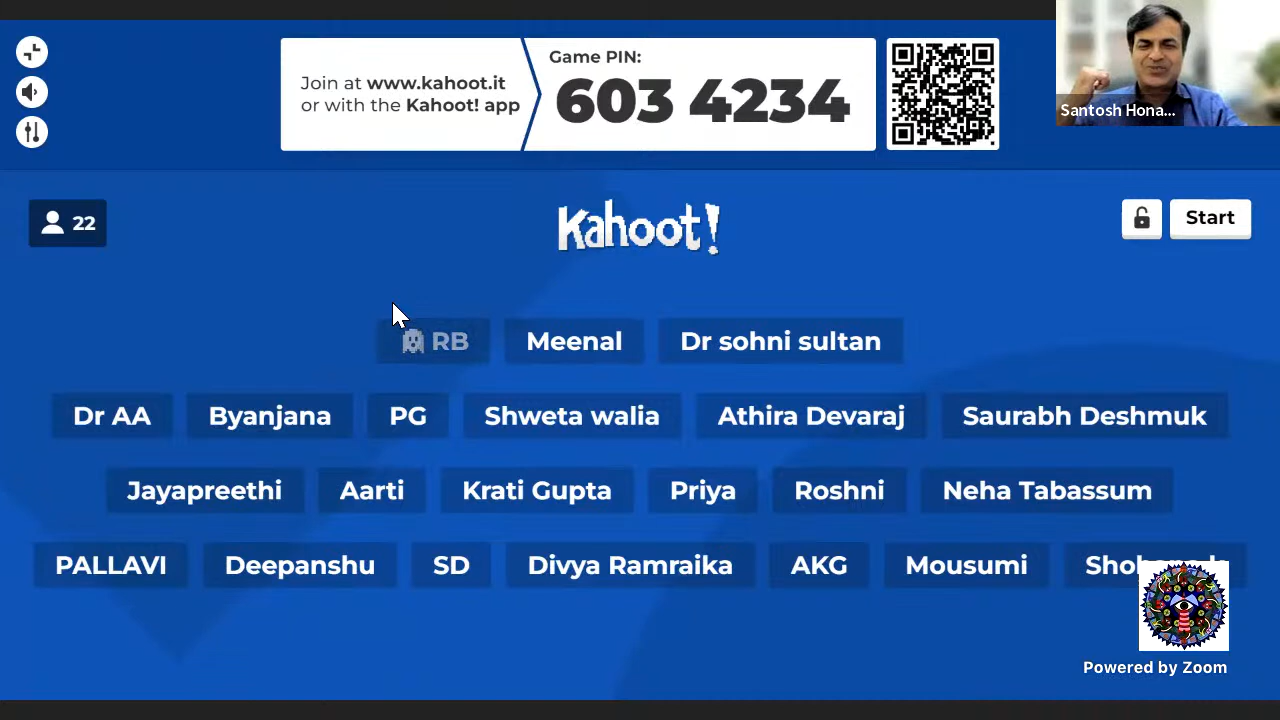 Join at www.kahoot.it
or with the Kahoot! app
Game PIN:
603 4234
Santosh Hona...
22
Kahoot!
Start
RB Meenal Dr sohni sultan
Dr AA Byanjana PG Shweta walia Athira Devaraj Saurabh Deshmuk
Jayapreethi Aarti Krati Gupta Priya Roshni Neha Tabassum
PALLAVI Deepanshu SD Divya Ramraika AKG Mousumi
Powered by Zoom